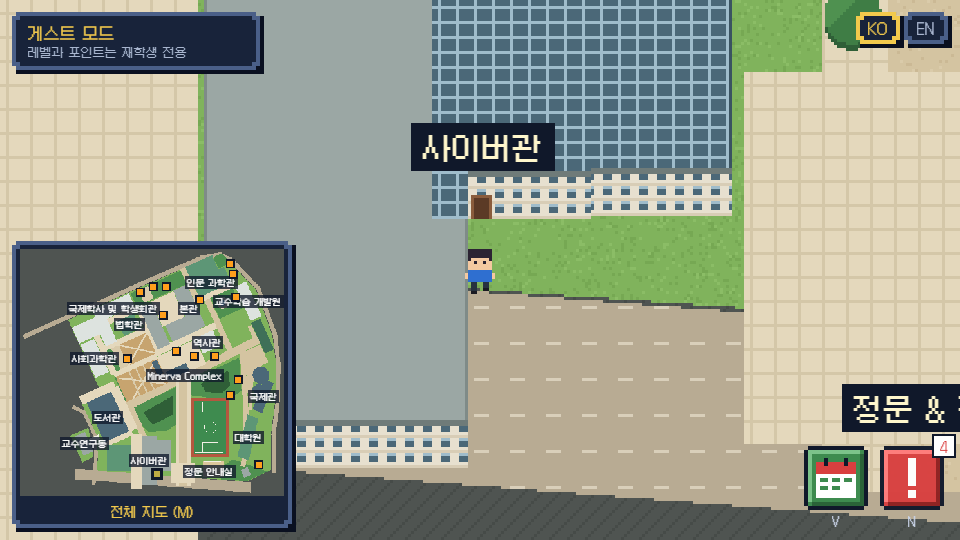 게스트 모드
레벨과 포인트는 재학생 전용
KO
EN
사이버관
인문 과학관
국제학사 및 학생회관
본관
교수학습 개발원
법학관
역사관
사회과학관
Minerva Complex
국제관
도서관
대학원
교수연구동
사이버관
정문 안내실
전체 지도 (M)
정문 &
4
V
N